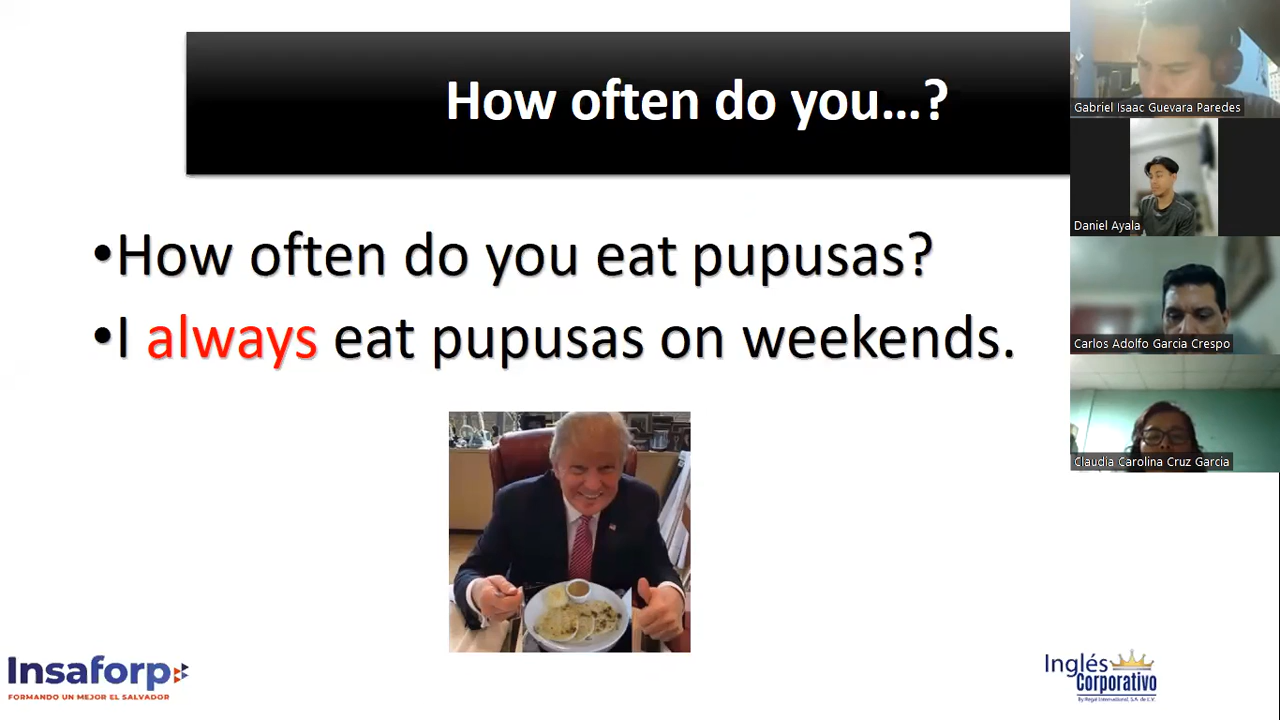 How often do you...?
•How often do you eat pupusas?
•I always eat pupusas on weekends.
Gabriel Isaac Guevara Paredes
Daniel Ayala
Carlos Adolfo Garcia Crespo
Claudia Carolina Cruz Garcia
Insaforp
FORMANDO UN MEJOR EL SALVADOR
Inglés
Corporativo
By Regal International, S.A. de C.V.